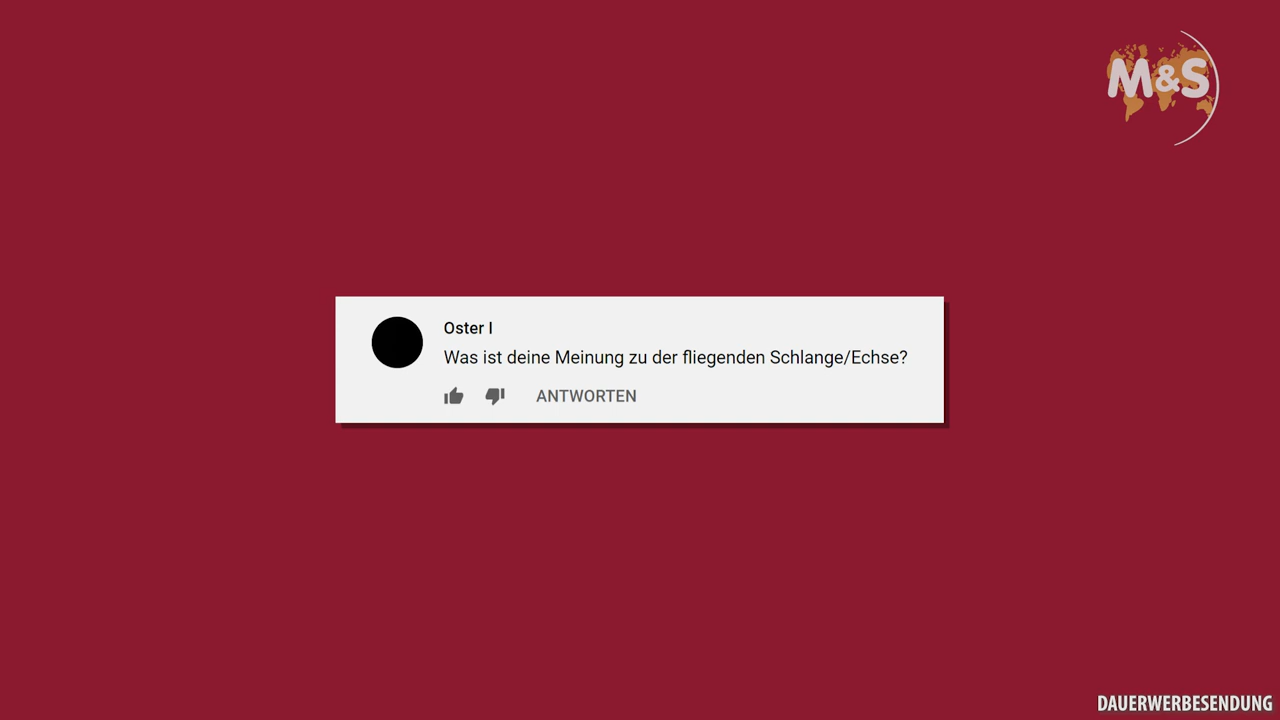 M&S
Oster I
Was ist deine Meinung zu der fliegenden Schlange/Echse?
ANTWORTEN
DAUERWERBESENDUNG